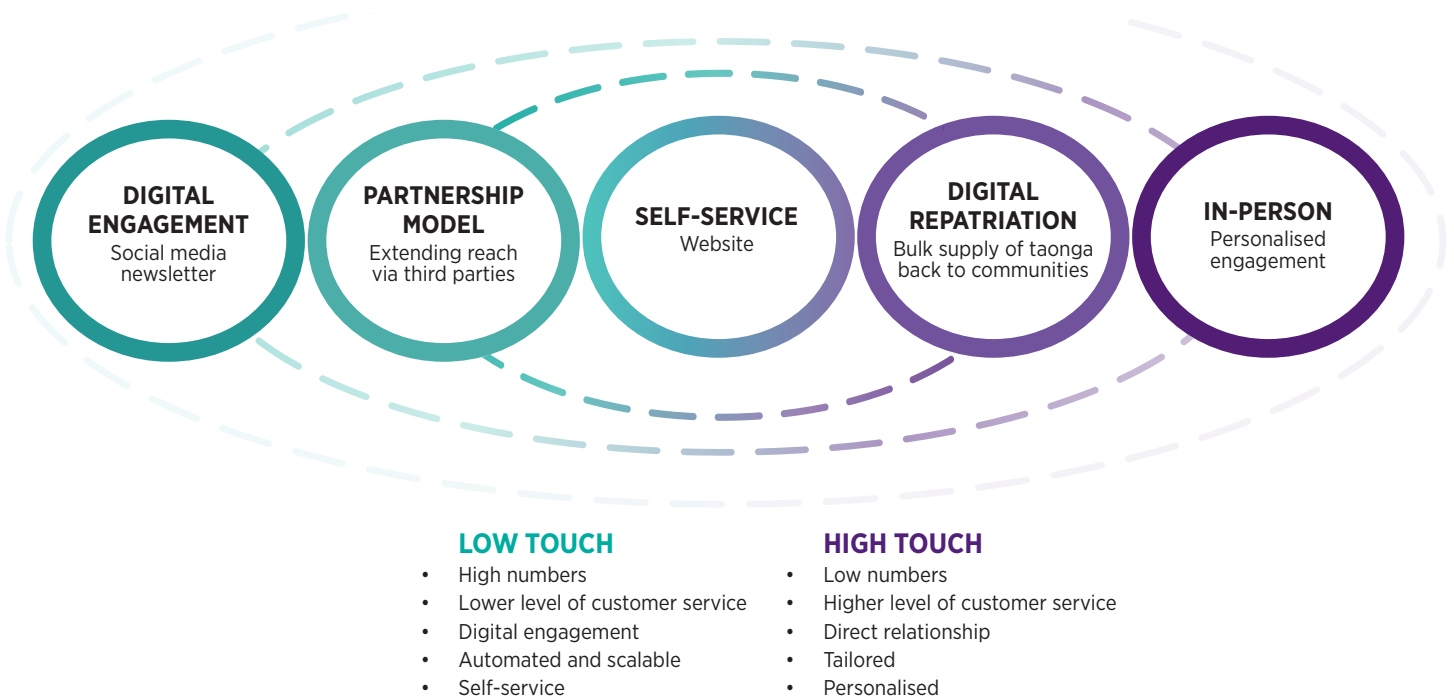 DIGITAL
ENGAGEMENT
Social media
newsletter
PARTNERSHIP
MODEL
Extending reach
via third parties
SELF-SERVICE
Website
DIGITAL
REPATRIATION
Bulk supply of taonga
back to communities
IN-PERSON
Personalised
engagement
LOW TOUCH
• High numbers
• Lower level of customer service
• Digital engagement
• Automated and scalable
• Self-service
HIGH TOUCH
• Low numbers
• Higher level of customer service
• Direct relationship
• Tailored
• Personalised